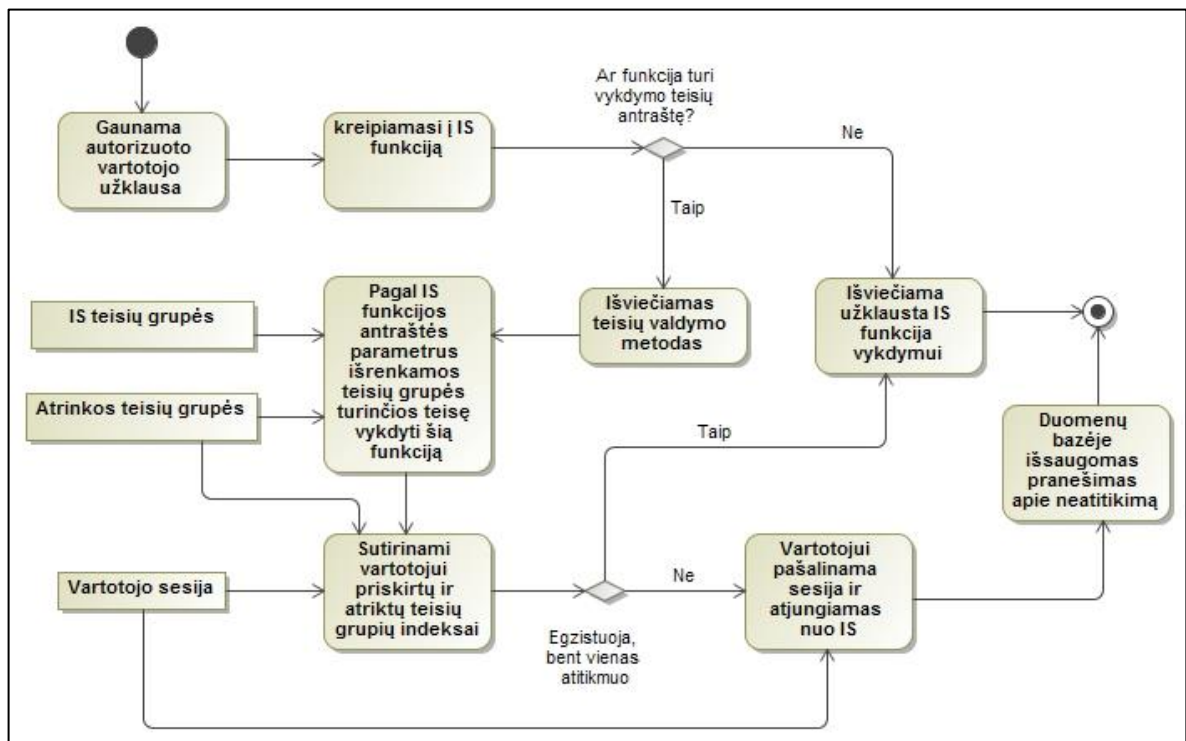 Gaunama
autorizuoto
vartotojo
užklausa
kreipiamasi į IS
funkciją
Ar funkcija turi
vykdymo teisių
antraštę?
Ne
Taip
IS teisių grupės
Atrinkos teisių grupės
Pagal IS
funkcijos
antraštės
parametrus
išrenkamos
teisių grupės
turinčios teisę
vykdyti šią
funkciją
Išviečiamas
teisių valdymo
metodas
Išviečiama
užklausta IS
funkcija
vykdymui
Taip
Duomenų
bazėje
išsaugomas
pranešimas
apie neatitikimą
Vartotojo sesija
Sutirinami
vartotojui
priskirtų ir
atriktų teisių
grupių indeksai
Ne
Egzistuoja,
bent vienas
atitikmuo
Vartotojui
pašalinama
sesija ir
atjungiamas
nuo IS